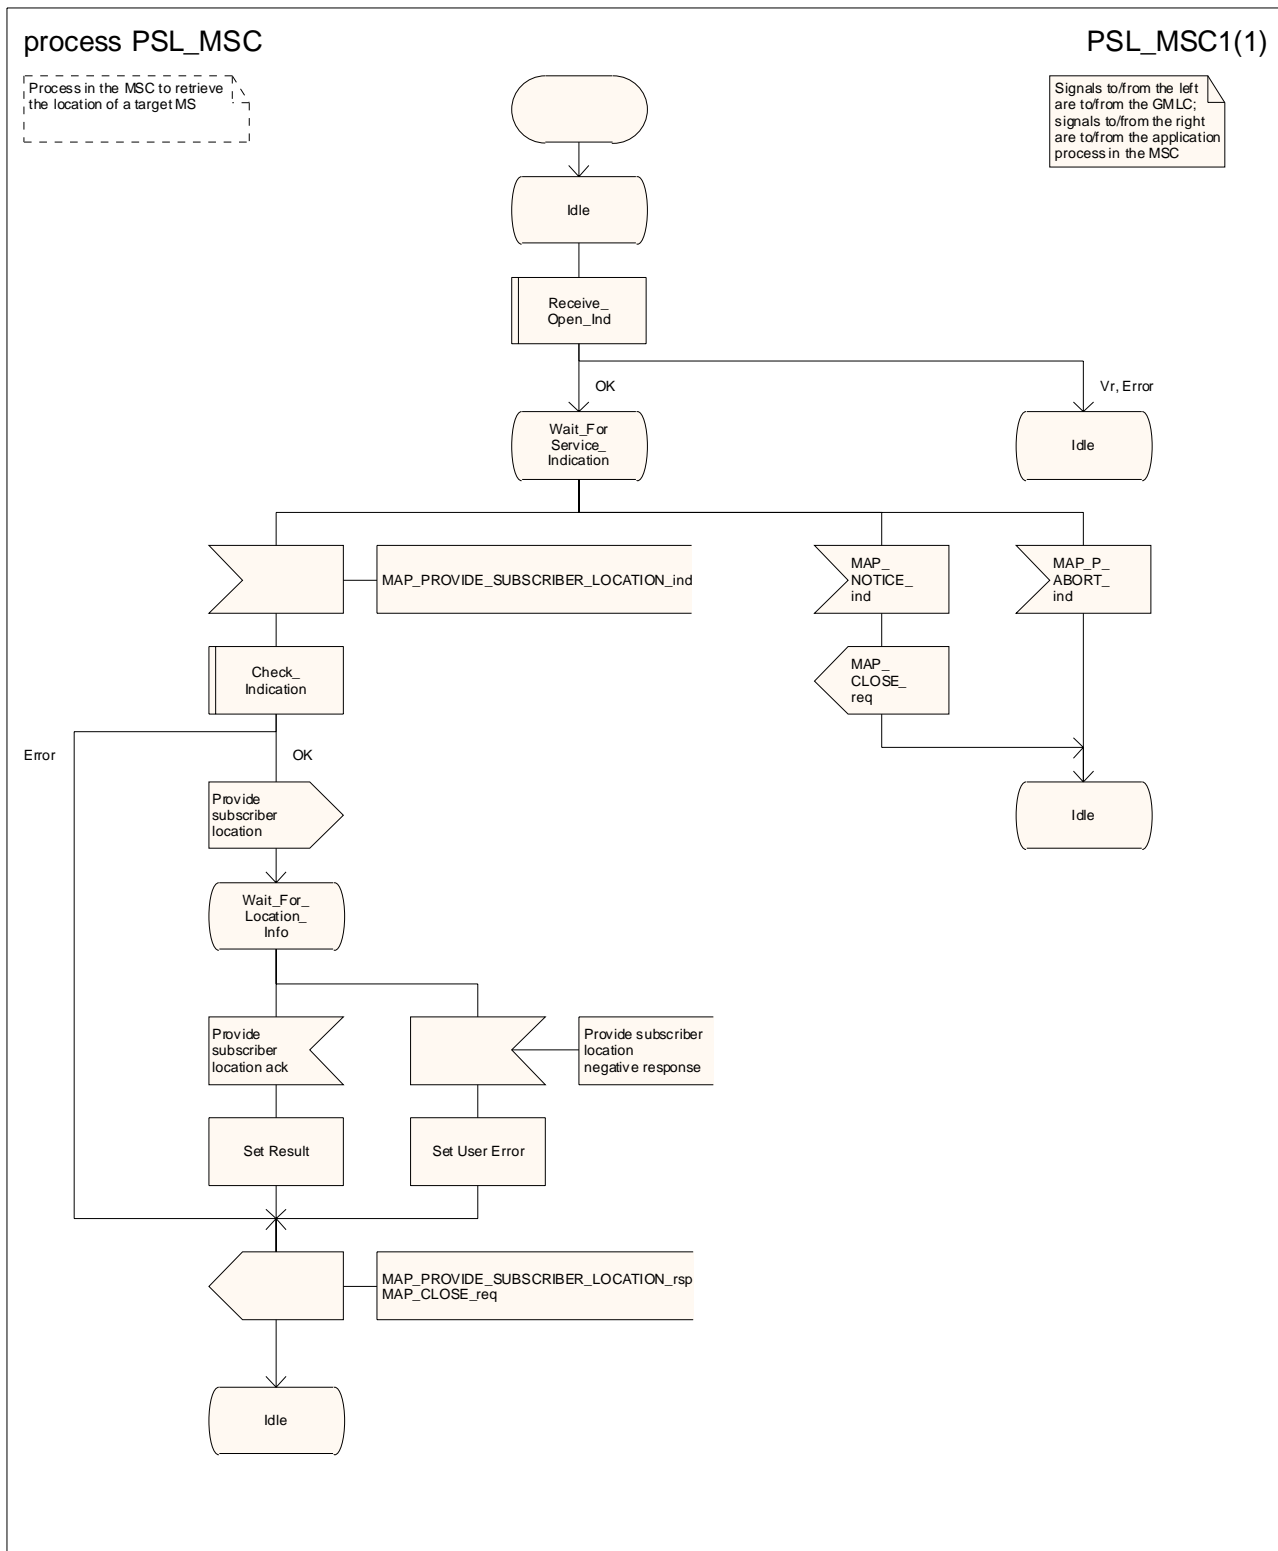 process PSL_MSC
PSL_MSC1(1)
Process in the MSC to retrieve
the location of a target MS
Signals to/from the left
are to/from the GMLC;
signals to/from the right
are to/from the application
process in the MSC
Idle
Receive_
Open_Ind
OK
Vr, Error
Wait_For
Service_
Indication
Idle
MAP_PROVIDE_SUBSCRIBER_LOCATION_ind
MAP_
NOTICE_
ind
MAP_P_
ABORT_
ind
Check_
Indication
MAP_
CLOSE_
req
Error
OK
Provide
subscriber
location
Idle
Wait_For_
Location_
Info
Provide
subscriber
location ack
Provide subscriber
location
negative response
Set Result
Set User Error
MAP_PROVIDE_SUBSCRIBER_LOCATION_rsp
MAP_CLOSE_req
Idle